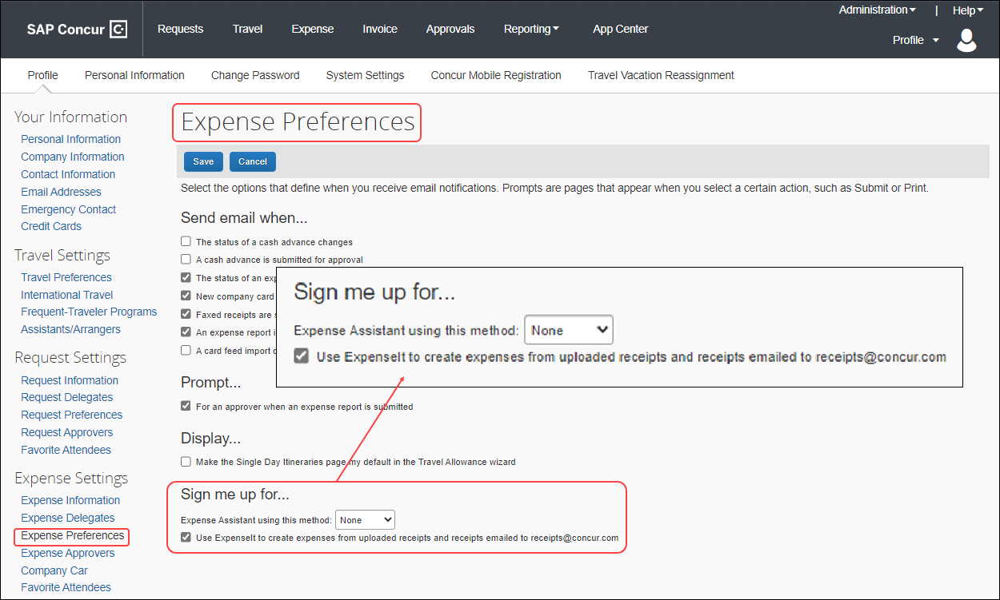 SAP Concur
Requests
Travel
Expense
Invoice
Approvals
Reporting
App Center
Administration
|
Help
Profile
Profile
Personal Information
Change Password
System Settings
Concur Mobile Registration
Travel Vacation Reassignment
Your Information
Personal Information
Company Information
Contact Information
Email Addresses
Emergency Contact
Credit Cards
Travel Settings
Travel Preferences
International Travel
Frequent-Traveler Programs
Assistants/Arrangers
Request Settings
Request Information
Request Delegates
Request Preferences
Request Approvers
Favorite Attendees
Expense Settings
Expense Information
Expense Delegates
Expense Preferences
Expense Approvers
Company Car
Favorite Attendees
Expense Preferences
Save
Cancel
Select the options that define when you receive email notifications. Prompts are pages that appear when you select a certain action, such as Submit or Print.
Send email when...
The status of a cash advance changes
A cash advance is submitted for approval
The status of an
New company card
Faxed receipts are
An expense report
A card feed import
Sign me up for...
Expense Assistant using this method: None
Use ExpenseIt to create expenses from uploaded receipts and receipts emailed to receipts@concur.com
Prompt...
For an approver when an expense report is submitted
Display...
Make the Single Day Itineraries page my default in the Travel Allowance wizard
Sign me up for...
Expense Assistant using this method: None
Use ExpenseIt to create expenses from uploaded receipts and receipts emailed to receipts@concur.com